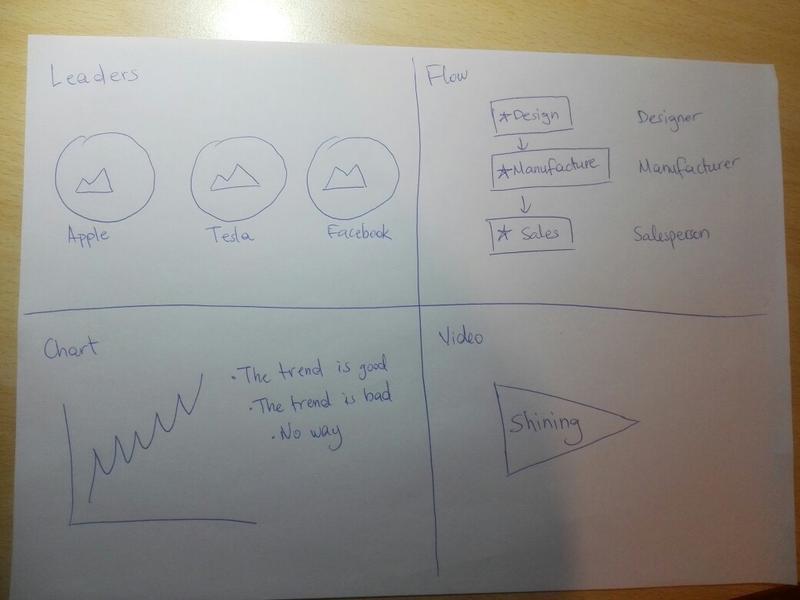 Leaders
Apple
Tesla
Facebook
Flow
*Design
Designer
*Manufacture
Manufacturer
* Sales
Salesperson
Chart
• The trend is good
• The trend is bad
• No way
Video
Shining